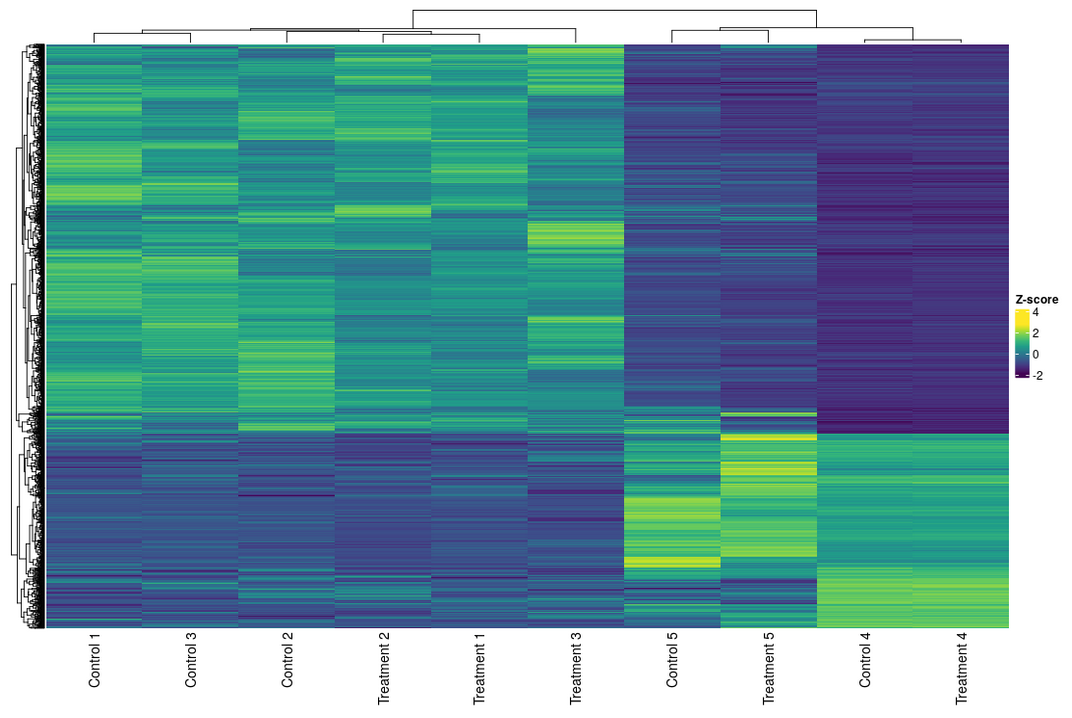 Z-score
4
2
0
-2
Control 1
Control 3
Control 2
Treatment 2
Treatment 1
Treatment 3
Control 5
Treatment 5
Control 4
Treatment 4